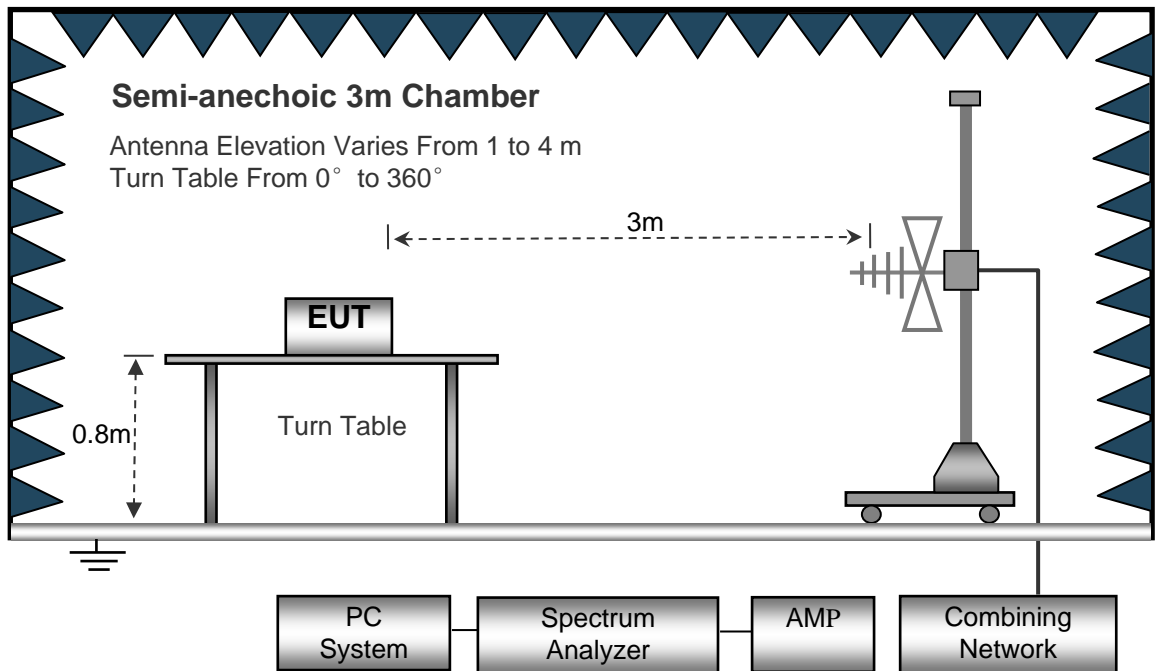 Semi-anechoic 3m Chamber
Antenna Elevation Varies From 1 to 4 m
Turn Table From 0° to 360°
3m
EUT
0.8m
Turn Table
PC
System
Spectrum
Analyzer
AMP
Combining
Network